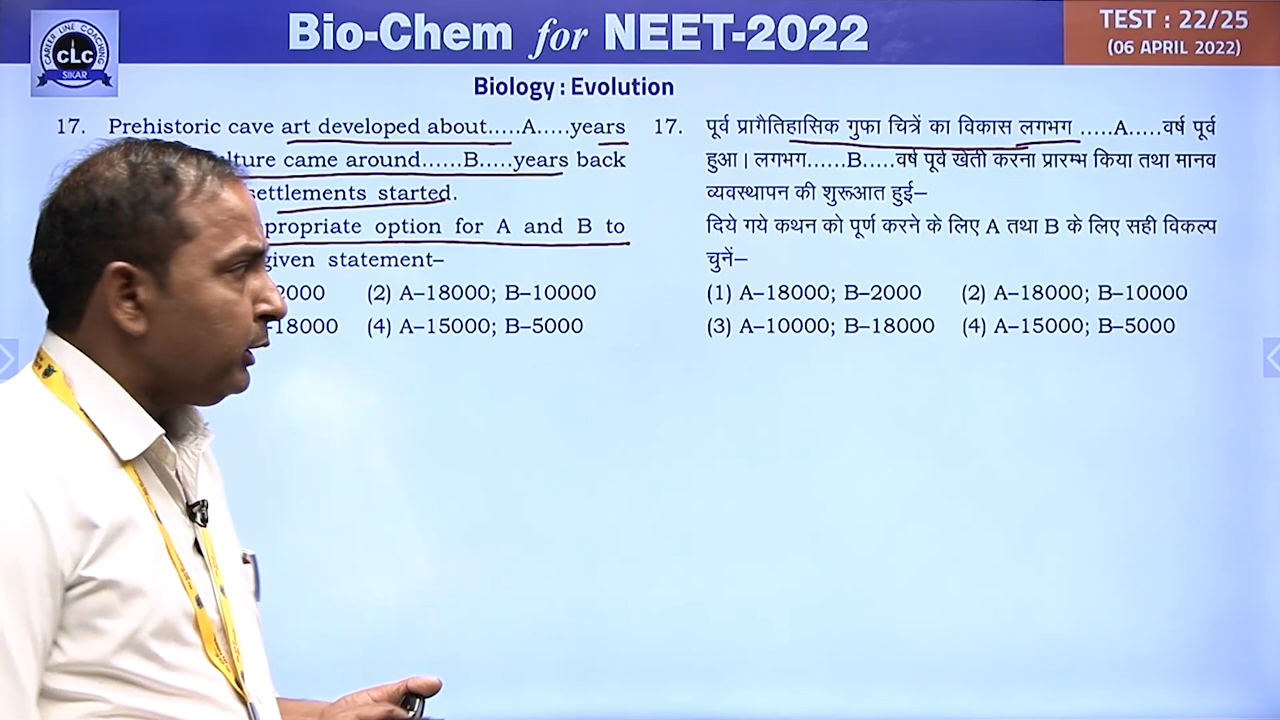 CAREER LINE COACHING
CLC
SIKAR
Bio-Chem for NEET-2022
TEST : 22/25
(06 APRIL 2022)
Biology : Evolution
17. Prehistoric cave art developed about.....A.....years
ulture came around......B.....years back
settlements started.
propriate option for A and B to
given statement–
2000 (2) A–18000; B–10000
–18000 (4) A–15000; B–5000
17. पूर्व प्रागैतिहासिक गुफा चित्रें का विकास लगभग .....A.....वर्ष पूर्व
हुआ। लगभग......B.....वर्ष पूर्व खेती करना प्रारम्भ किया तथा मानव
व्यवस्थापन की शुरूआत हुई–
दिये गये कथन को पूर्ण करने के लिए A तथा B के लिए सही विकल्प
चुनें–
(1) A–18000; B–2000 (2) A–18000; B–10000
(3) A–10000; B–18000 (4) A–15000; B–5000